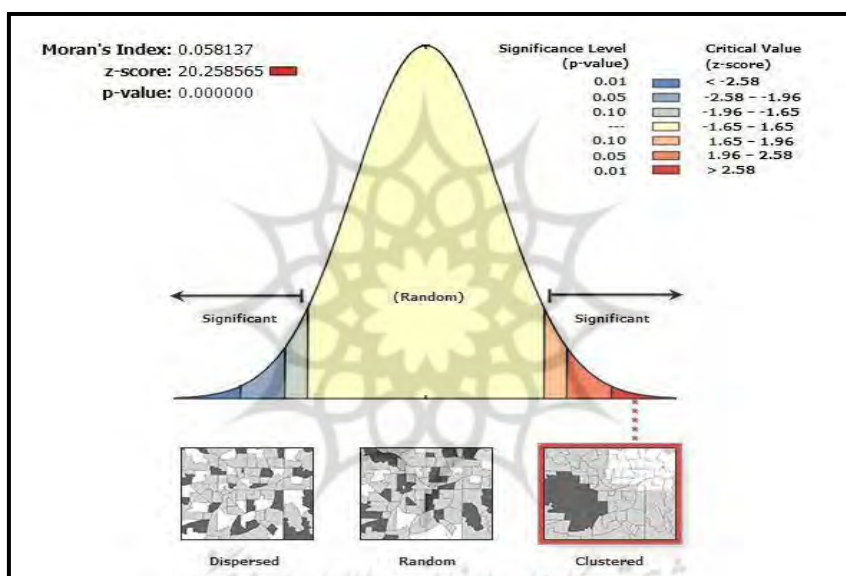 Moran's Index: 0.058137
z-score: 20.258565
p-value: 0.000000
Significance Level
(p-value)
Critical Value
(z-score)
0.01 < -2.58
0.05 -2.58 – -1.96
0.10 -1.96 – -1.65
--- -1.65 – 1.65
0.10 1.65 – 1.96
0.05 1.96 – 2.58
0.01 > 2.58
(Random)
Significant
Significant
Dispersed
Random
Clustered